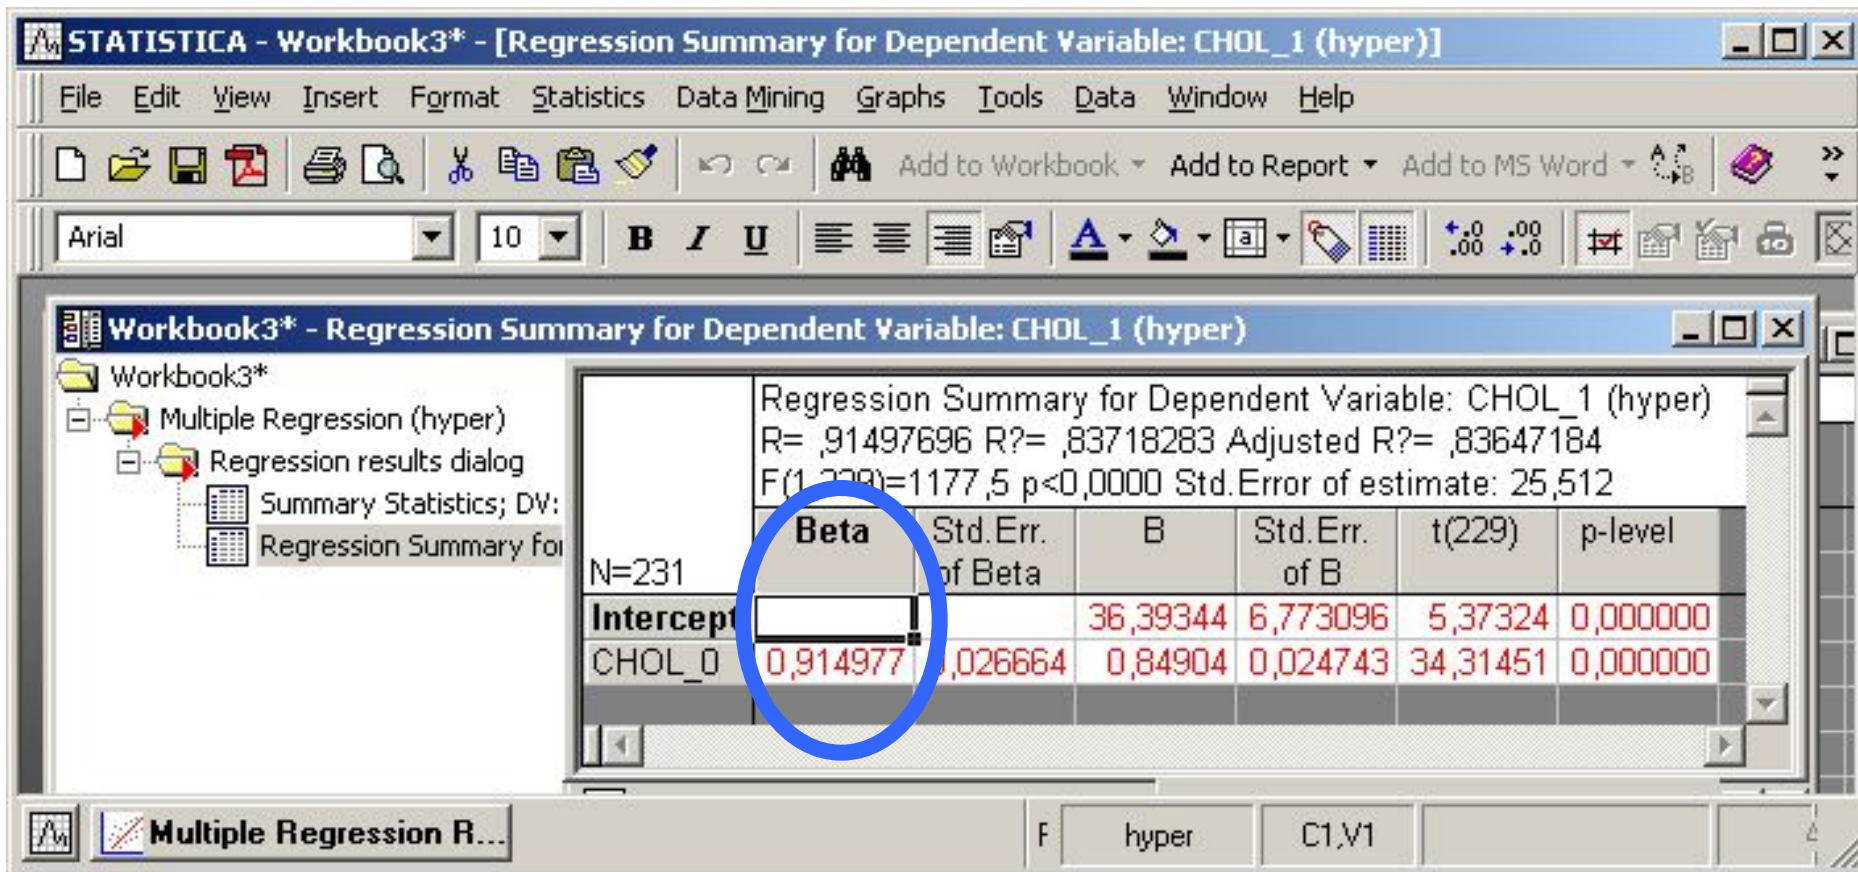 STATISTICA - Workbook3* - [Regression Summary for Dependent Variable: CHOL_1 (hyper)]
File Edit View Insert Format Statistics Data Mining Graphs Tools Data Window Help
Add to Workbook Add to Report Add to MS Word
Arial 10 B I U
Workbook3* - Regression Summary for Dependent Variable: CHOL_1 (hyper)
Workbook3*
Multiple Regression (hyper)
Regression results dialog
Summary Statistics; DV:
Regression Summary for
Regression Summary for Dependent Variable: CHOL_1 (hyper)
R= ,91497696 R?= ,83718283 Adjusted R?= ,83647184
F(1,229)=1177,5 p<0,0000 Std.Error of estimate: 25,512
N=231 Beta Std.Err. of Beta B Std.Err. of B t(229) p-level
Intercept 36,39344 6,773096 5,37324 0,000000
CHOL_0 0,914977 0,026664 0,84904 0,024743 34,31451 0,000000
Multiple Regression R... hyper C1,V1